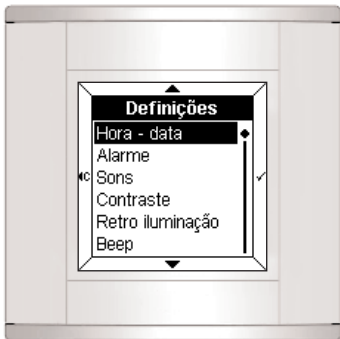 Definições
Hora - data
Alarme
C Sons
Contraste
Retro iluminação
Beep